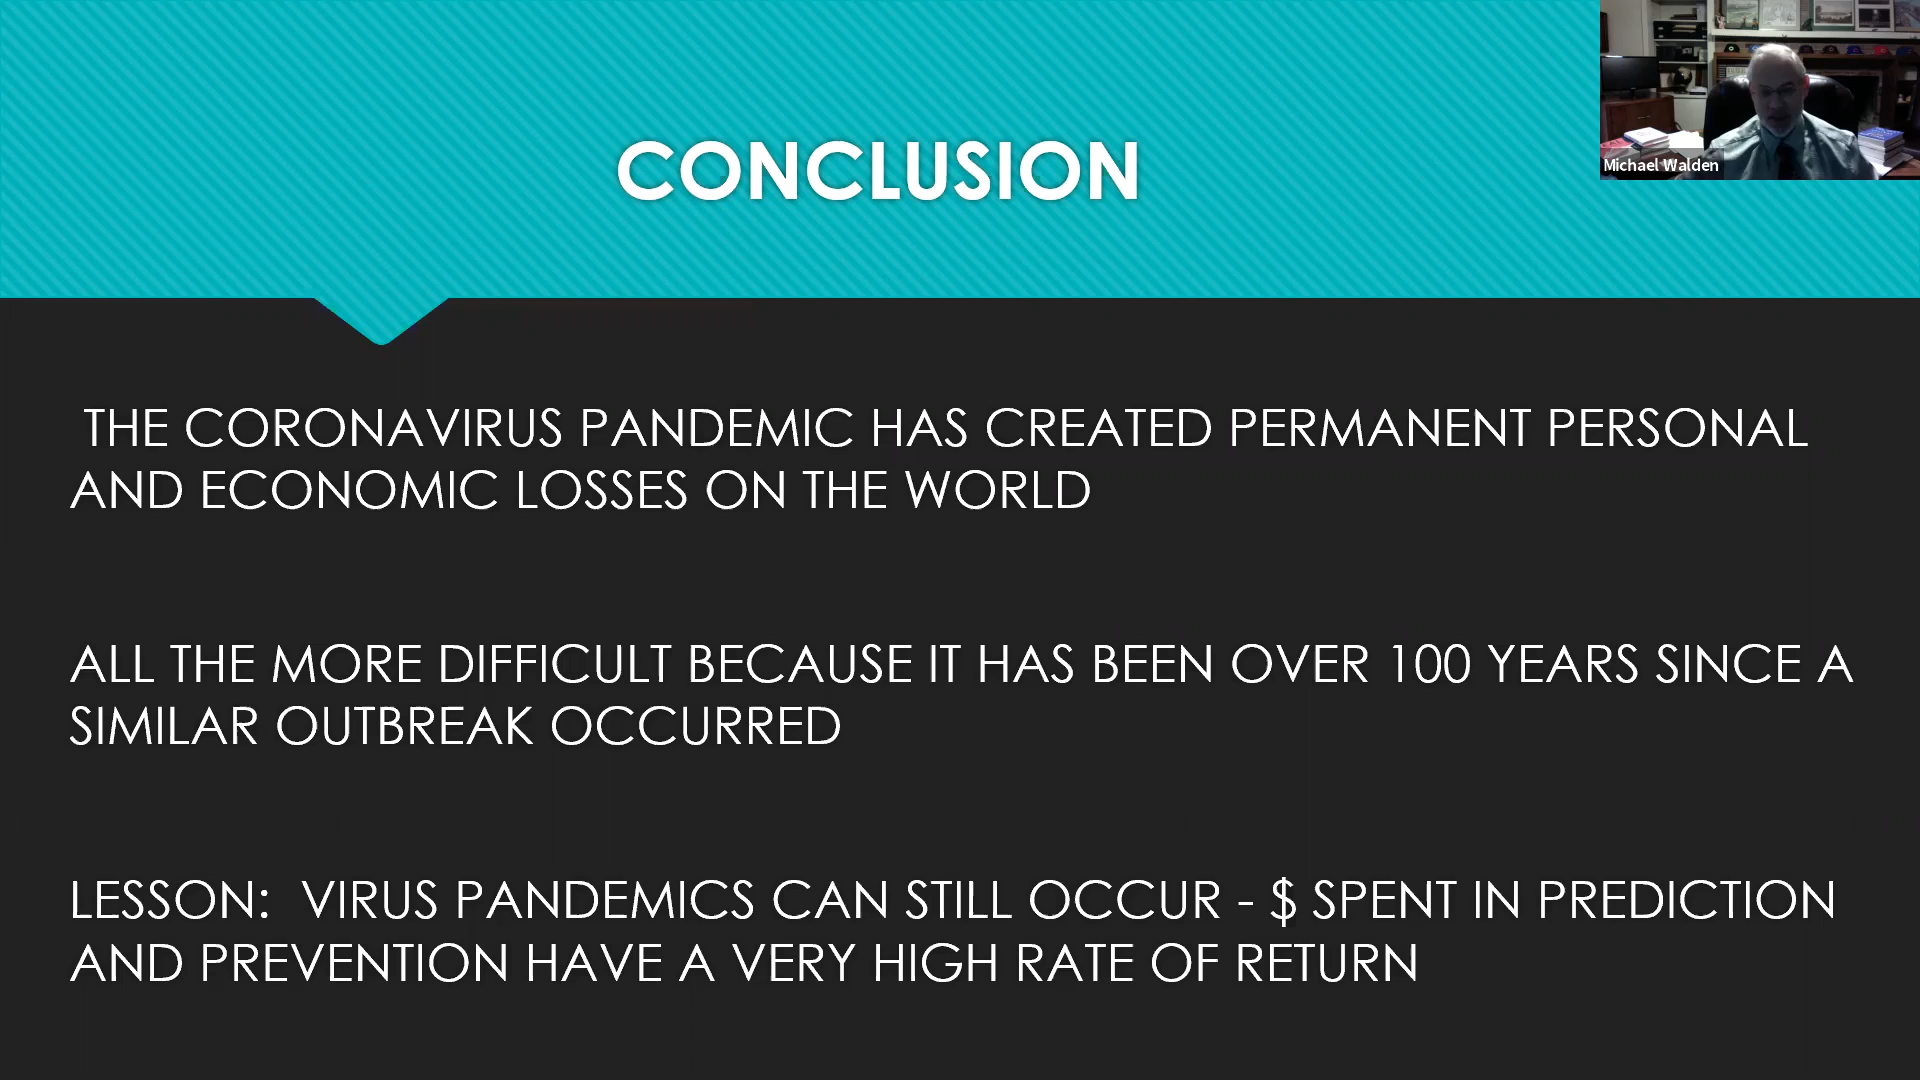 CONCLUSION
Michael Walden
THE CORONAVIRUS PANDEMIC HAS CREATED PERMANENT PERSONAL
AND ECONOMIC LOSSES ON THE WORLD
ALL THE MORE DIFFICULT BECAUSE IT HAS BEEN OVER 100 YEARS SINCE A
SIMILAR OUTBREAK OCCURRED
LESSON:  VIRUS PANDEMICS CAN STILL OCCUR - $ SPENT IN PREDICTION
AND PREVENTION HAVE A VERY HIGH RATE OF RETURN